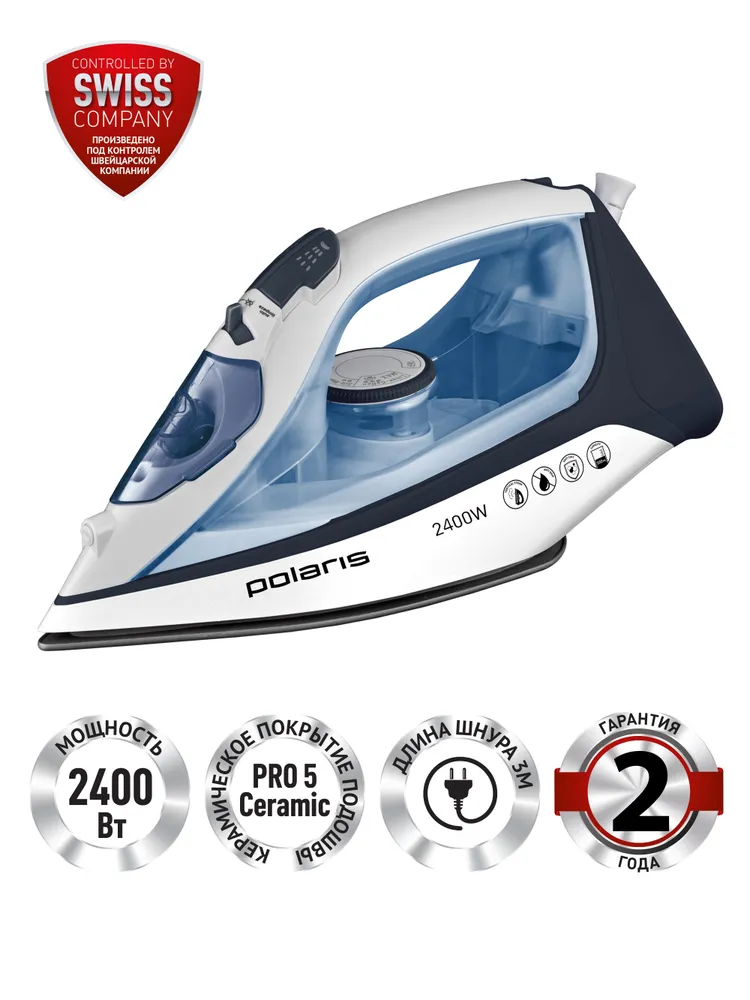 CONTROLLED BY
SWISS
COMPANY
ПРОИЗВЕДЕНО
ПОД КОНТРОЛЕМ
ШВЕЙЦАРСКОЙ
КОМПАНИИ
2400W
polaris
МОЩНОСТЬ
2400
Вт
КЕРАМИЧЕСКОЕ ПОКРЫТИЕ ПОДОШВЫ
PRO 5
Ceramic
ДЛИНА ШНУРА 3М
ГАРАНТИЯ
2
ГОДА